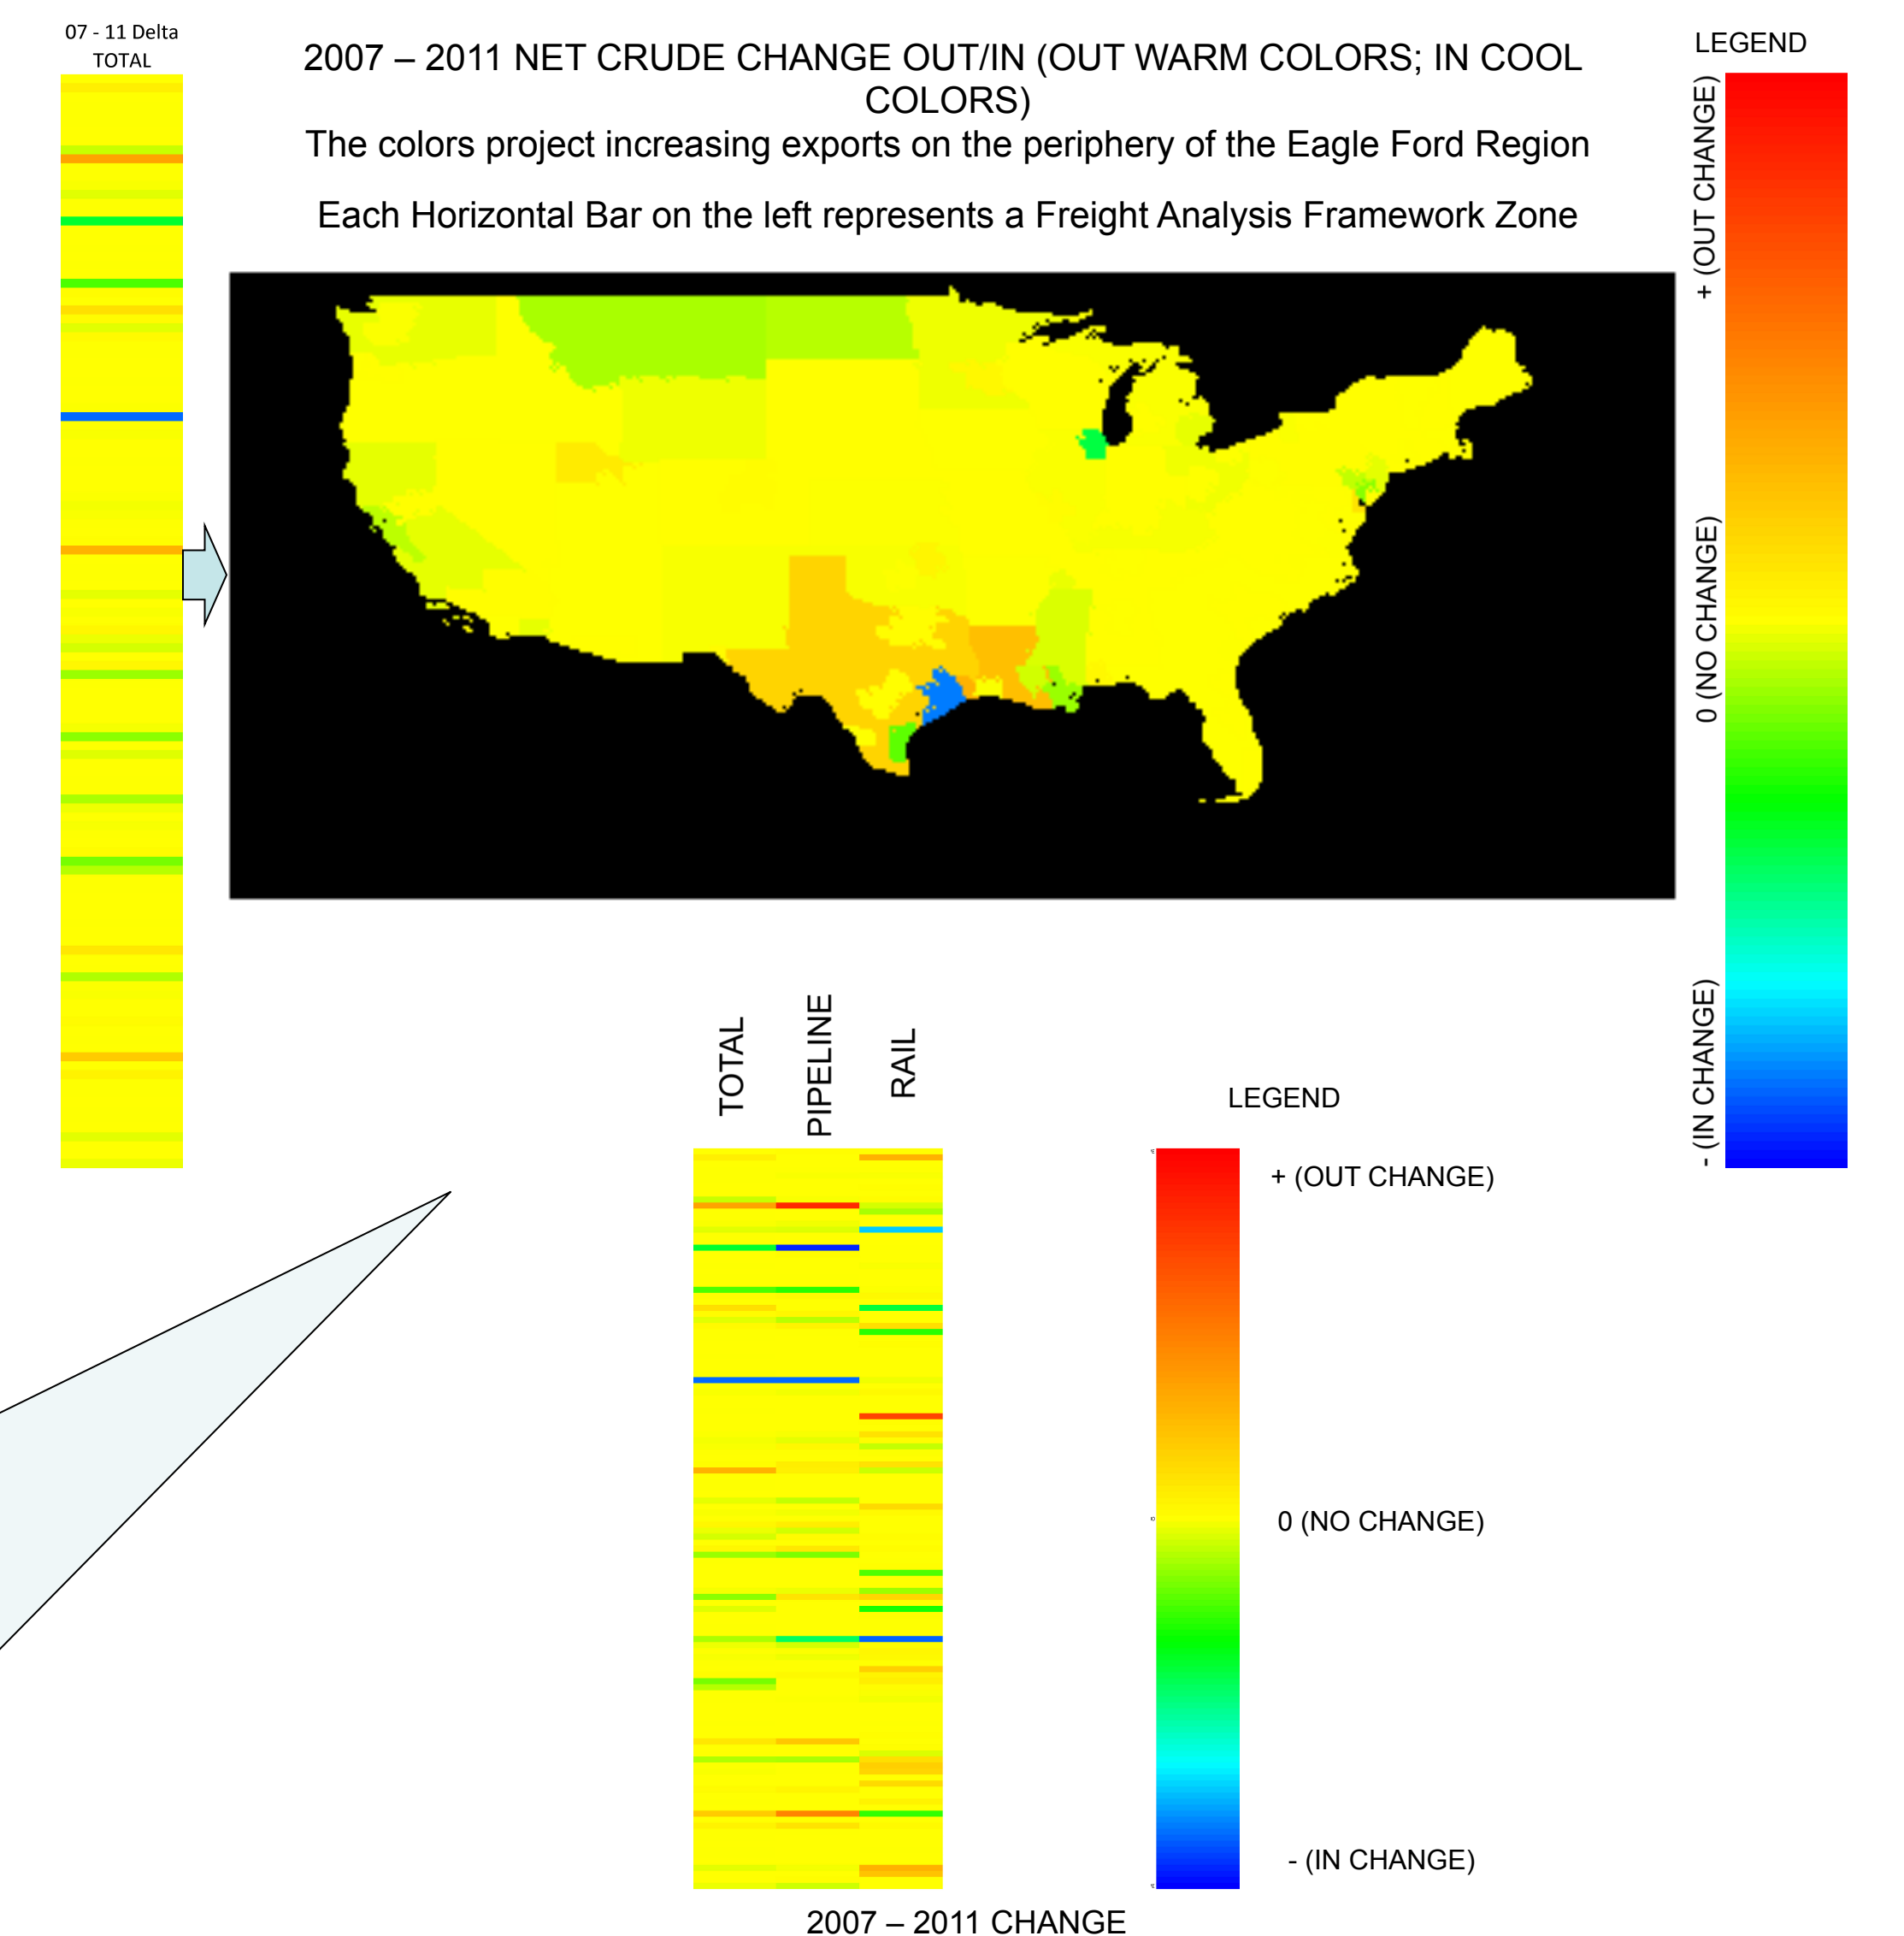 07 - 11 Delta
TOTAL
2007 – 2011 NET CRUDE CHANGE OUT/IN (OUT WARM COLORS; IN COOL
COLORS)
The colors project increasing exports on the periphery of the Eagle Ford Region
Each Horizontal Bar on the left represents a Freight Analysis Framework Zone
LEGEND
+ (OUT CHANGE)
0 (NO CHANGE)
- (IN CHANGE)
TOTAL
PIPELINE
RAIL
LEGEND
+ (OUT CHANGE)
0 (NO CHANGE)
- (IN CHANGE)
2007 – 2011 CHANGE